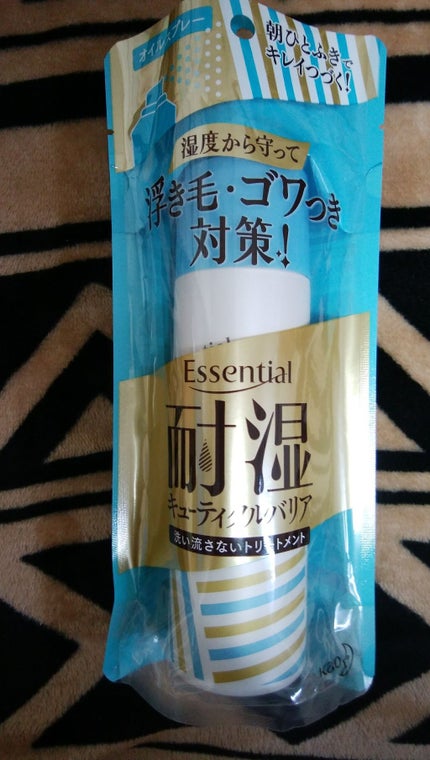 オイルスプレー
朝ひとふきで
キレイつづく!
湿度から守って
浮き毛・ゴワつき
対策!
Essential
耐湿
キューティクルバリア
洗い流さないトリートメント
Kao